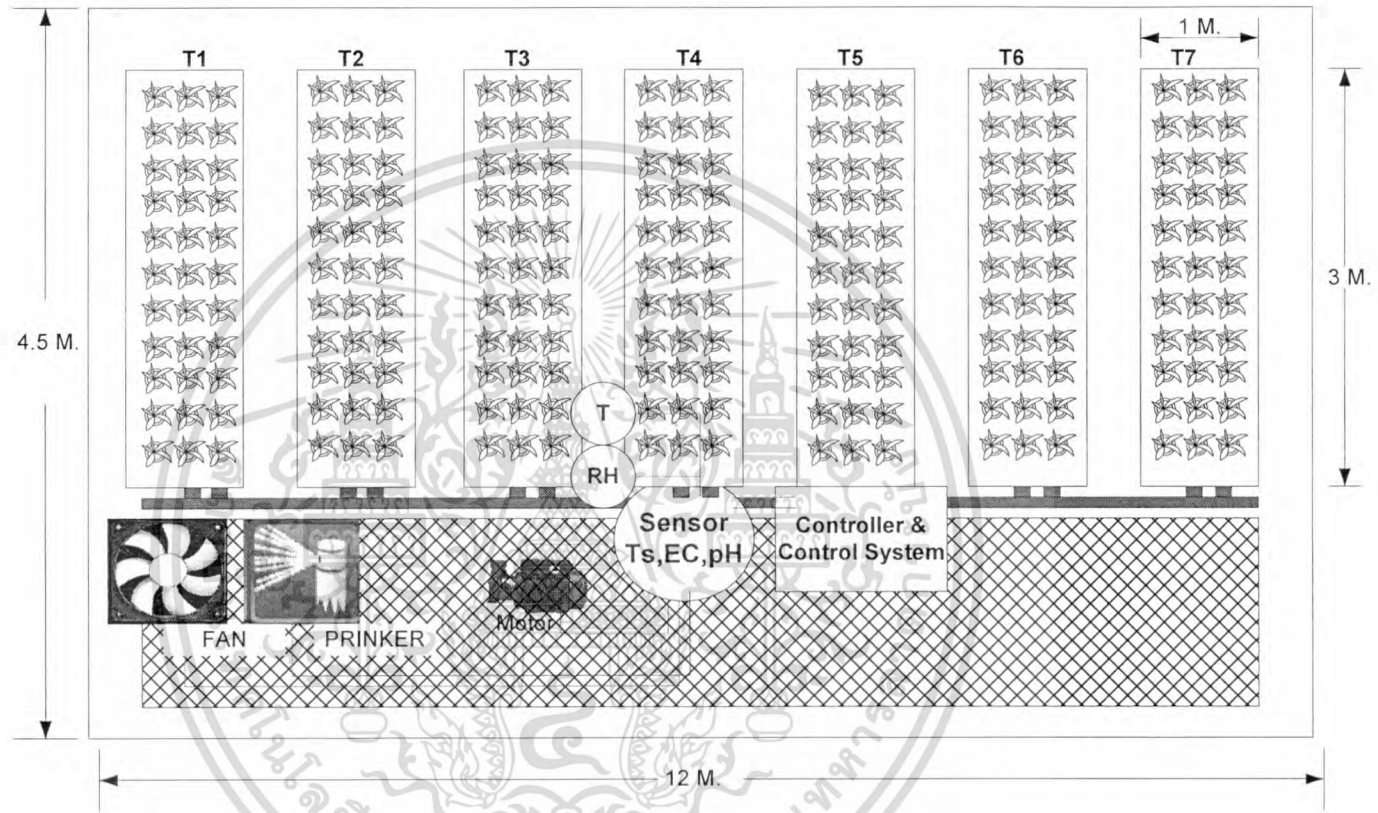 1 M.
T1 T2 T3 T4 T5 T6 T7
3 M.
4.5 M.
T
RH
Sensor
Ts,EC,pH
Controller &
Control System
FAN
PRINKER
Motor
12 M.